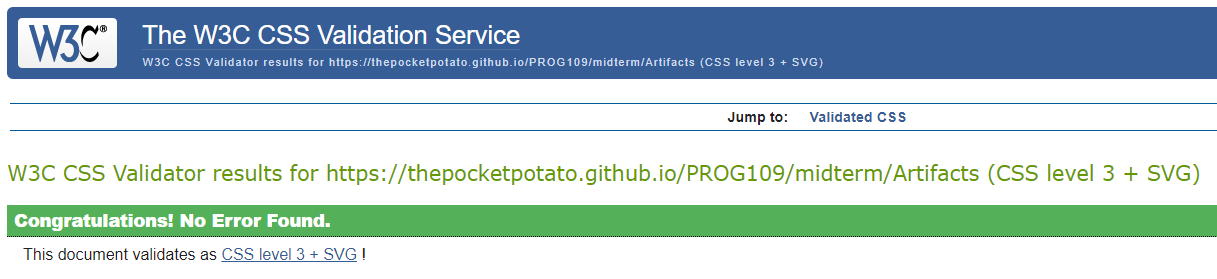 W3C®
The W3C CSS Validation Service
W3C CSS Validator results for https://thepocketpotato.github.io/PROG109/midterm/Artifacts (CSS level 3 + SVG)
Jump to: Validated CSS
W3C CSS Validator results for https://thepocketpotato.github.io/PROG109/midterm/Artifacts (CSS level 3 + SVG)
Congratulations! No Error Found.
This document validates as CSS level 3 + SVG !